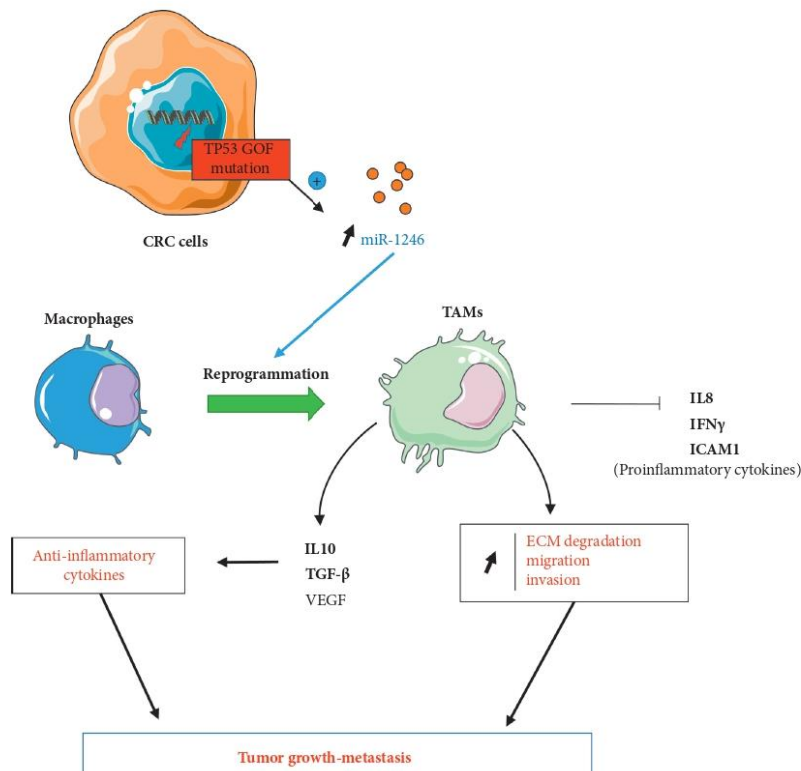 TP53 GOF
mutation
+
CRC cells
miR-1246
Macrophages
TAMs
Reprogrammation
IL8
IFNγ
ICAM1
(Proinflammatory cytokines)
Anti-inflammatory
cytokines
IL10
TGF-β
VEGF
ECM degradation
migration
invasion
Tumor growth-metastasis